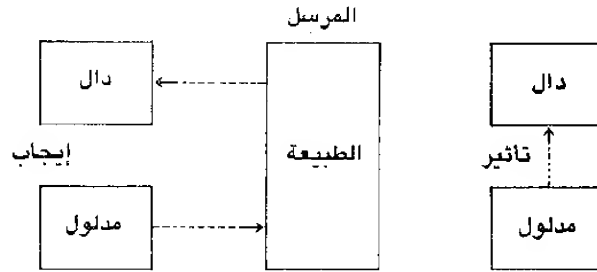 المرسل
دال
دال
تأثير
الطبيعة
إيجاب
مدلول
مدلول